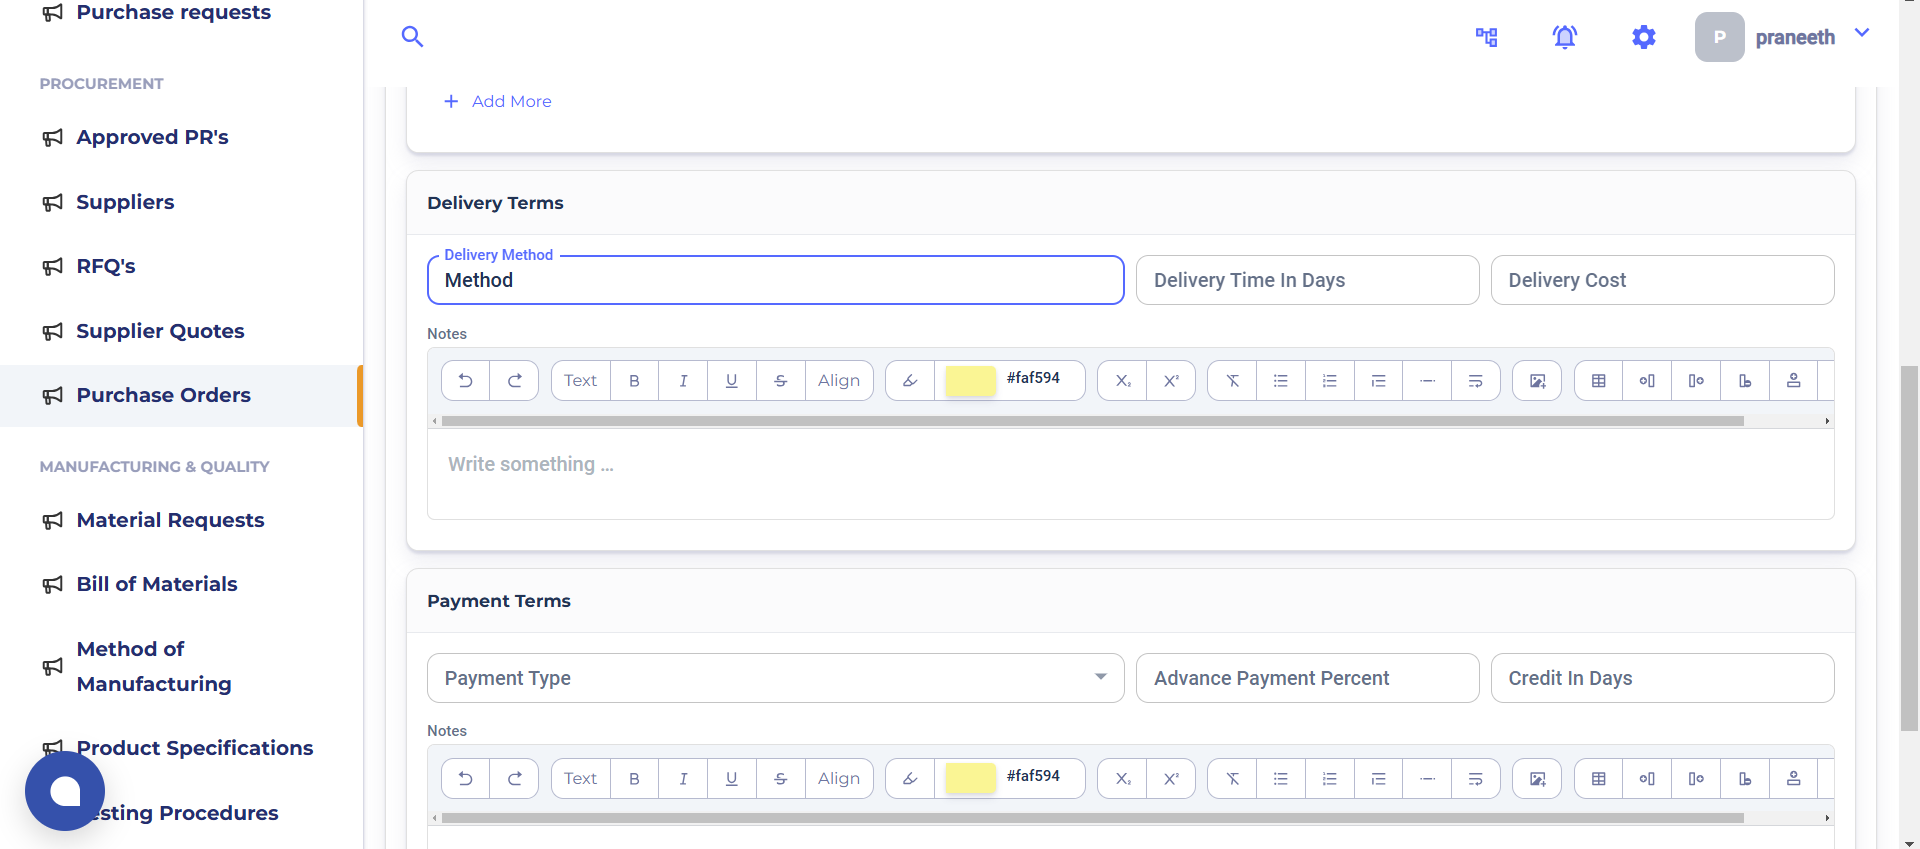 Purchase requests
P praneeth
PROCUREMENT
+ Add More
Approved PR's
Suppliers
Delivery Terms
RFQ's
Delivery Method
Method
Delivery Time In Days
Delivery Cost
Supplier Quotes
Notes
Text B I U S Align #faf594 X₂ X²
Purchase Orders
Write something ...
MANUFACTURING & QUALITY
Material Requests
Bill of Materials
Payment Terms
Method of
Manufacturing
Payment Type
Advance Payment Percent
Credit In Days
Notes
Product Specifications
Text B I U S Align #faf594 X₂ X²
esting Procedures